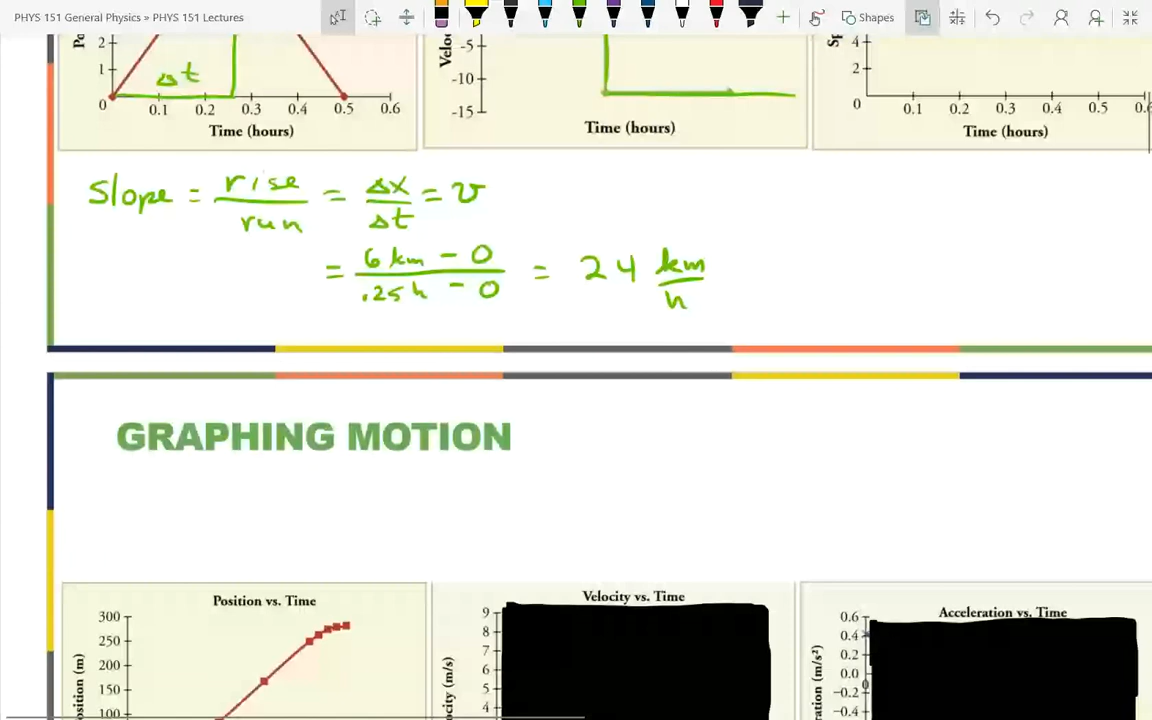 PHYS 151 General Physics » PHYS 151 Lectures
Shapes
2
1
0
Δt
0.1 0.2 0.3 0.4 0.5 0.6
Time (hours)
-5
-10
-15
Time (hours)
4
2
0
0.1 0.2 0.3 0.4 0.5
Time (hours)
Slope = rise / run = Δx / Δt = v
= 6 km - 0 / .25h - 0 = 24 km / h
GRAPHING MOTION
Position vs. Time
300
250
200
150
100
Velocity vs. Time
9
8
7
6
5
4
(m/s)
Acceleration vs. Time
0.6
0.4
0.2
0.0
-0.2
-0.4
0
(m/s²)